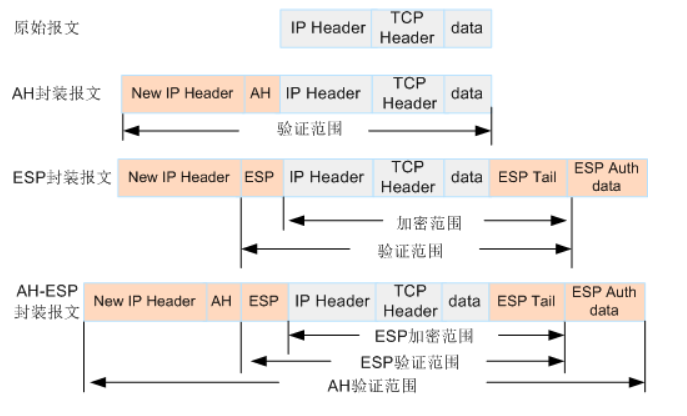 原始报文
IP Header
TCP
Header
data
AH封装报文
New IP Header
AH
IP Header
TCP
Header
data
验证范围
ESP封装报文
New IP Header
ESP
IP Header
TCP
Header
data
ESP Tail
ESP Auth
data
加密范围
验证范围
AH-ESP
封装报文
New IP Header
AH
ESP
IP Header
TCP
Header
data
ESP Tail
ESP Auth
data
ESP加密范围
ESP验证范围
AH验证范围